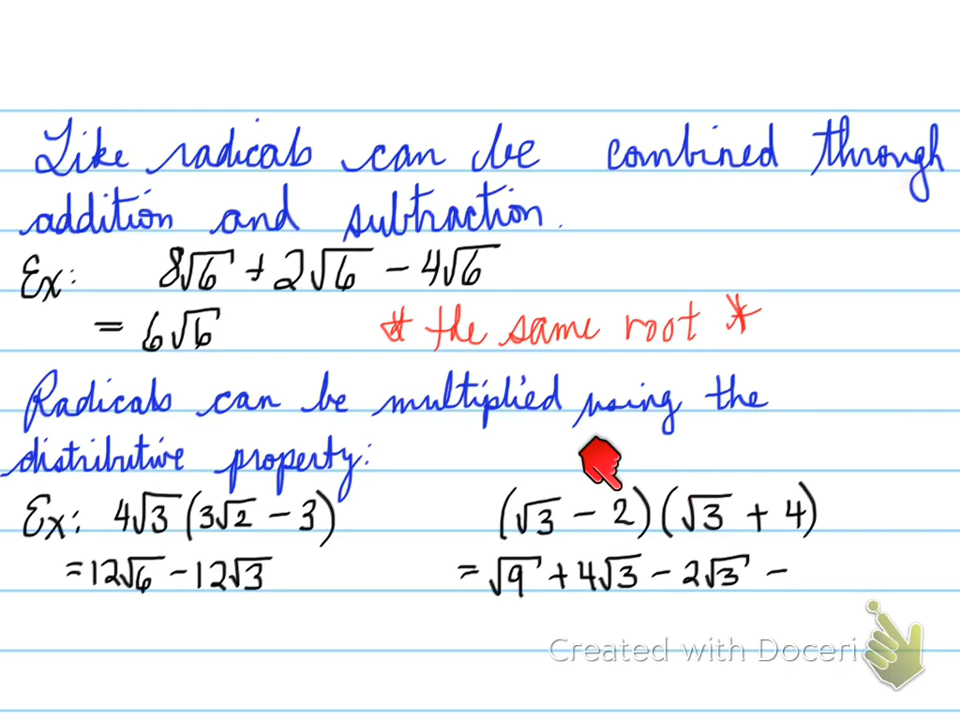 Like radicals can be combined through
addition and subtraction.
Ex: 8√6 + 2√6 - 4√6
= 6√6 * the same root *
Radicals can be multiplied using the
distributive property:
Ex: 4√3 (3√2 - 3) (√3 - 2)(√3 + 4)
= 12√6 - 12√3 = √9 + 4√3 - 2√3 -
Created with Doceri